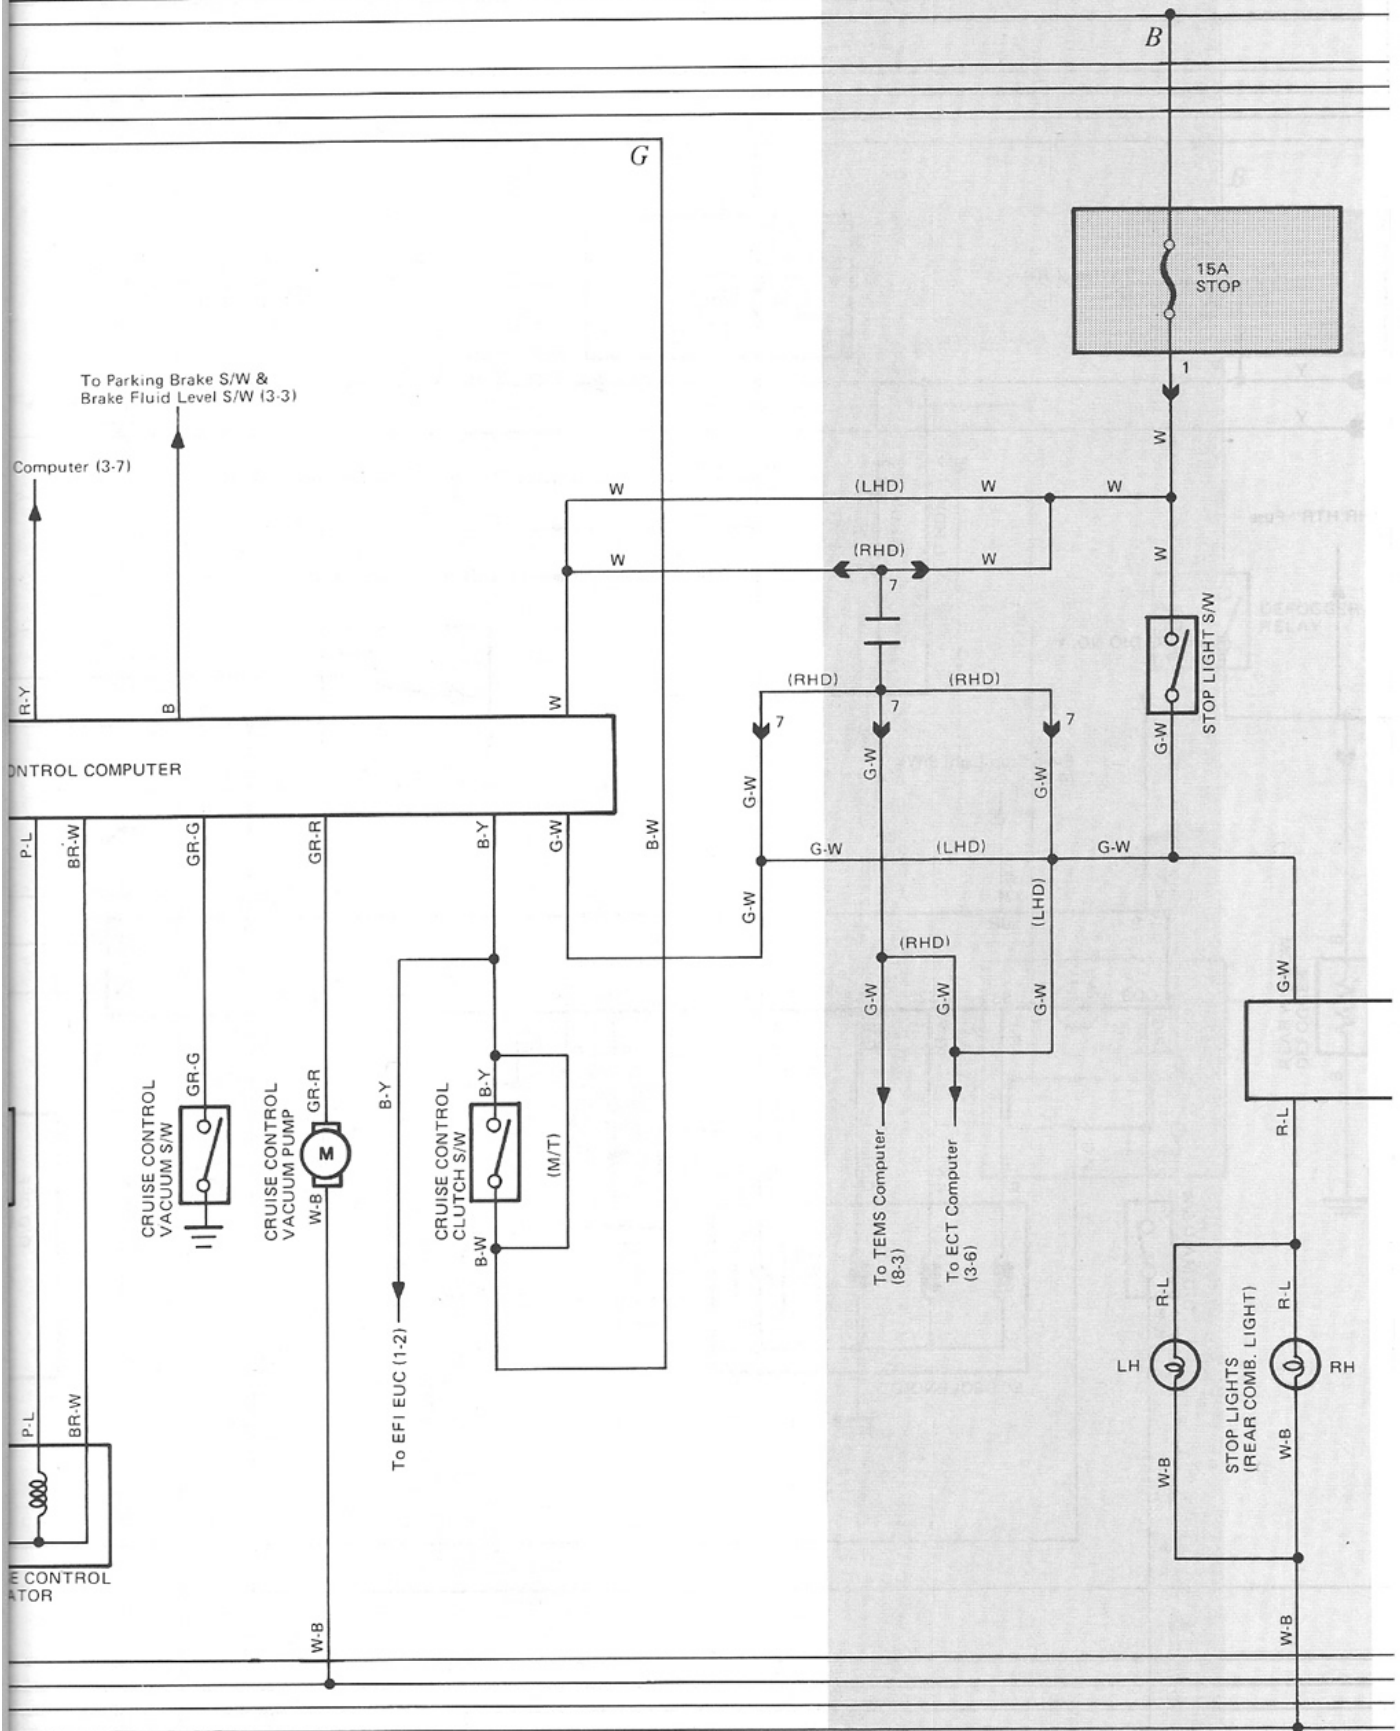 B
G
15A
STOP
1
To Parking Brake S/W &
Brake Fluid Level S/W (3-3)
Computer (3-7)
W
W
(LHD)
W
W
W
(RHD)
W
W
7
STOP LIGHT S/W
R-Y
B
W
(RHD)
(RHD)
7
7
7
G-W
G-W
G-W
G-W
ONTROL COMPUTER
P-L
BR-W
GR-G
GR-R
B-Y
G-W
B-W
G-W
(LHD)
G-W
G-W
(LHD)
(RHD)
G-W
G-W
G-W
G-W
CRUISE CONTROL
VACUUM S/W
GR-G
CRUISE CONTROL
VACUUM PUMP
GR-R
M
W-B
B-Y
CRUISE CONTROL
CLUTCH S/W
B-Y
(M/T)
B-W
To TEMS Computer
(8-3)
To ECT Computer
(3-6)
R-L
R-L
R-L
LH
RH
STOP LIGHTS
(REAR COMB. LIGHT)
W-B
W-B
To EFI EUC (1-2)
P-L
BR-W
E CONTROL
ATOR
W-B
W-B